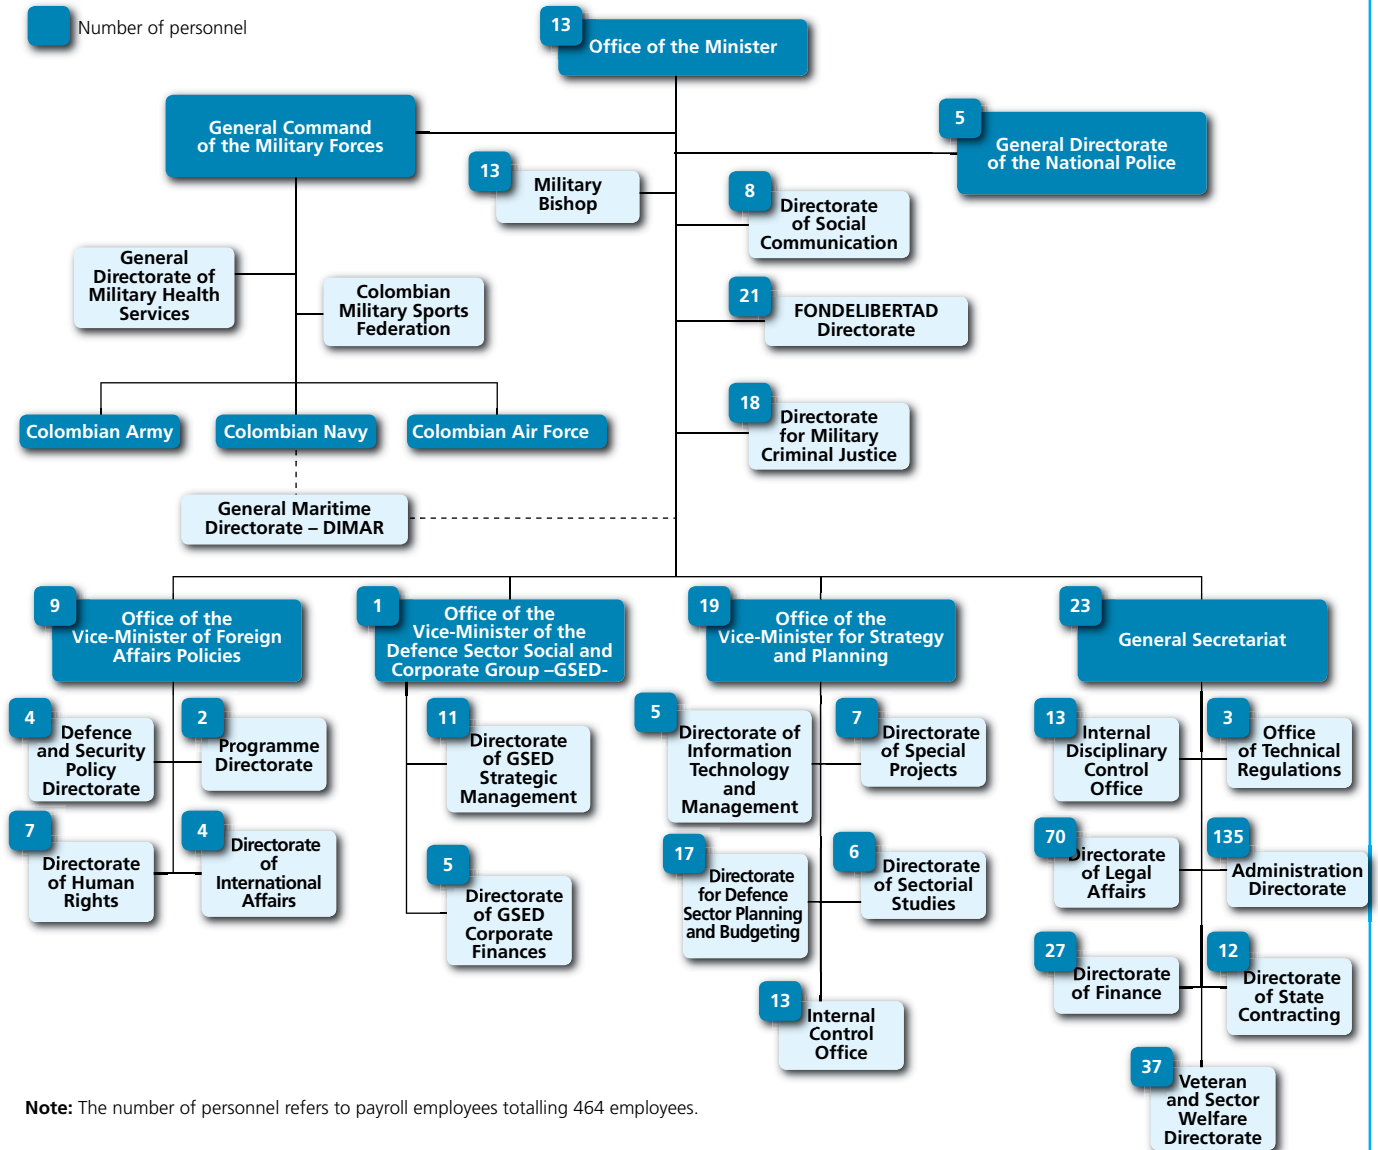 Number of personnel
13
Office of the Minister
General Command
of the Military Forces
5
General Directorate
of the National Police
13
Military
Bishop
8
Directorate
of Social
Communication
General
Directorate of
Military Health
Services
Colombian
Military Sports
Federation
21
FONDELIBERTAD
Directorate
18
Directorate
for Military
Criminal Justice
Colombian Army
Colombian Navy
Colombian Air Force
General Maritime
Directorate – DIMAR
9
Office of the
Vice-Minister of Foreign
Affairs Policies
1
Office of the
Vice-Minister of the
Defence Sector Social and
Corporate Group –GSED-
19
Office of the
Vice-Minister for Strategy
and Planning
23
General Secretariat
4
Defence
and Security
Policy
Directorate
2
Programme
Directorate
7
Directorate
of Human
Rights
4
Directorate
of
International
Affairs
11
Directorate
of GSED
Strategic
Management
5
Directorate
of GSED
Corporate
Finances
5
Directorate of
Information
Technology
and
Management
7
Directorate
of Special
Projects
17
Directorate
for Defence
Sector Planning
and Budgeting
6
Directorate
of Sectorial
Studies
13
Internal
Control
Office
13
Internal
Disciplinary
Control
Office
3
Office
of Technical
Regulations
70
Directorate
of Legal
Affairs
135
Administration
Directorate
27
Directorate
of Finance
12
Directorate
of State
Contracting
37
Veteran
and Sector
Welfare
Directorate
Note: The number of personnel refers to payroll employees totalling 464 employees.